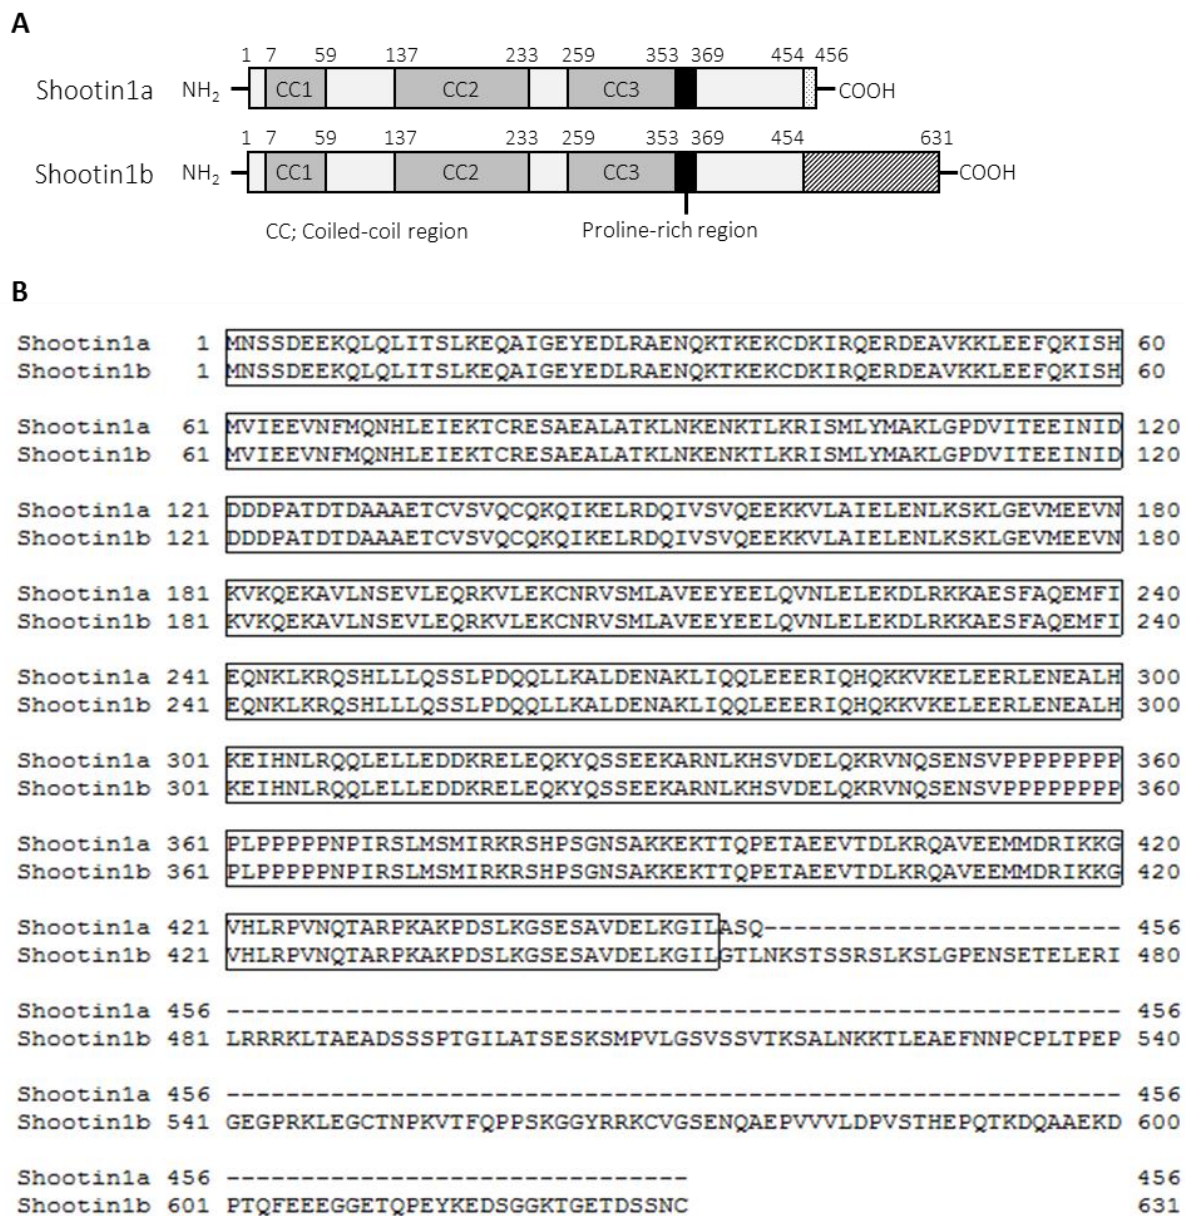 A
1 7 59 137 233 259 353 369 454 456
Shootin1a NH2 CC1 CC2 CC3 COOH
1 7 59 137 233 259 353 369 454 631
Shootin1b NH2 CC1 CC2 CC3 COOH
CC; Coiled-coil region Proline-rich region
B
Shootin1a 1 MNSSDEEKQLQLITSLKEQAIGEYEDLRAENQKTKEKCDKIRQERDEAVKKLEEFQKISH 60
Shootin1b 1 MNSSDEEKQLQLITSLKEQAIGEYEDLRAENQKTKEKCDKIRQERDEAVKKLEEFQKISH 60
Shootin1a 61 MVIEEVNFMQNHLEIEKTCRESAEALATKLNKENKTLKRISMLYMAKLGPDVITEEINID 120
Shootin1b 61 MVIEEVNFMQNHLEIEKTCRESAEALATKLNKENKTLKRISMLYMAKLGPDVITEEINID 120
Shootin1a 121 DDDPATDTDAAAETCVSVQCQKQIKELRDQIVSVQEEKKVLAIELENLKSKLGEVMEEVN 180
Shootin1b 121 DDDPATDTDAAAETCVSVQCQKQIKELRDQIVSVQEEKKVLAIELENLKSKLGEVMEEVN 180
Shootin1a 181 KVKQEKAVLNSEVLEQRKVLEKCNRVSMLAVEEYEELQVNLELEKDLRKKAESFAQEMFI 240
Shootin1b 181 KVKQEKAVLNSEVLEQRKVLEKCNRVSMLAVEEYEELQVNLELEKDLRKKAESFAQEMFI 240
Shootin1a 241 EQNKLKRQSHLLLQSSLPDQQLLKALDENAKLIQQLEEERIQHQKKVKELEERLENEALH 300
Shootin1b 241 EQNKLKRQSHLLLQSSLPDQQLLKALDENAKLIQQLEEERIQHQKKVKELEERLENEALH 300
Shootin1a 301 KEIHNLRQQLELLEDDKRELEQKYQSSEEKARNLKHSVDELQKRVNQSENSVPPPPPPPP 360
Shootin1b 301 KEIHNLRQQLELLEDDKRELEQKYQSSEEKARNLKHSVDELQKRVNQSENSVPPPPPPPP 360
Shootin1a 361 PLPPPPPNPIRSLMSMIRKRSHPSGNSAKKEKTTQPETAEEVTDLKRQAVEEMMDRIKKG 420
Shootin1b 361 PLPPPPPNPIRSLMSMIRKRSHPSGNSAKKEKTTQPETAEEVTDLKRQAVEEMMDRIKKG 420
Shootin1a 421 VHLRPVNQTARPKAKPDSLKGSESAVDELKGILASQ------------------------ 456
Shootin1b 421 VHLRPVNQTARPKAKPDSLKGSESAVDELKGILGTLNKSTSSRSLKSLGPENSETELERI 480
Shootin1a 456 ------------------------------------------------------------ 456
Shootin1b 481 LRRRKLTAEADSSSPTGILATSESKSMPVLGSVSSVTKSALNKKTLEAEFNNPCPLTPEP 540
Shootin1a 456 ------------------------------------------------------------ 456
Shootin1b 541 GEGPRKLEGCTNPKVTFQPPSKGGYRRKCVGSENQAEPVVVLDPVSTHEPQTKDQAAEKD 600
Shootin1a 456 ------------------------------- 456
Shootin1b 601 PTQFEEEGGETQPEYKEDSGGKTGETDSSNC 631